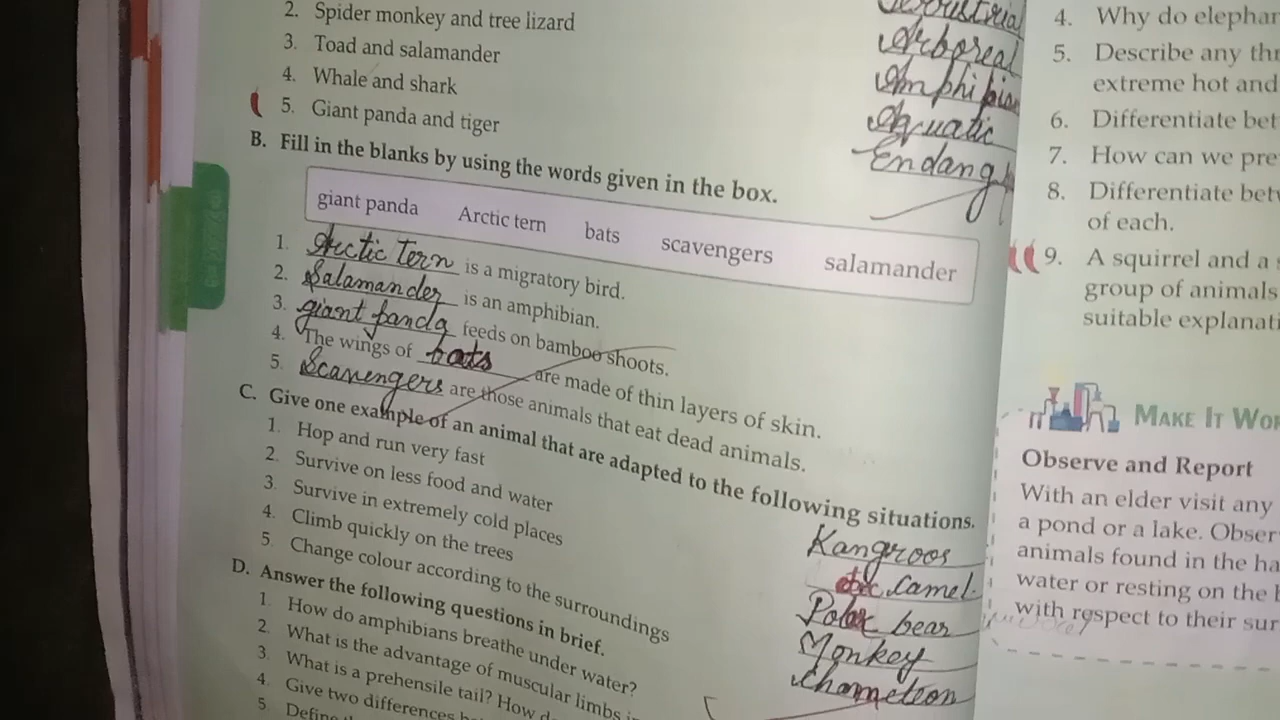 2. Spider monkey and tree lizard
3. Toad and salamander Arboreal
4. Whale and shark Amphibian
5. Giant panda and tiger Aquatic
Endang
B. Fill in the blanks by using the words given in the box.
giant panda Arctic tern bats scavengers salamander
1. Arctic tern is a migratory bird.
2. Salamander is an amphibian.
3. giant panda feeds on bamboo shoots.
4. The wings of bats are made of thin layers of skin.
5. Scavengers are those animals that eat dead animals.
C. Give one example of an animal that are adapted to the following situations.
1. Hop and run very fast Kangroos
2. Survive on less food and water camel.
3. Survive in extremely cold places Polar bear
4. Climb quickly on the trees Monkey
5. Change colour according to the surroundings Chameteon
D. Answer the following questions in brief.
1. How do amphibians breathe under water?
2. What is the advantage of muscular limbs
3. What is a prehensile tail? How
4. Give two differences
5.
4. Why do elephan
5. Describe any thr
extreme hot and
6. Differentiate bet
7. How can we pre
8. Differentiate betw
of each.
9. A squirrel and a
group of animals
suitable explanati
MAKE IT WOR
Observe and Report
With an elder visit any
a pond or a lake. Obser
animals found in the ha
water or resting on the
with respect to their sur